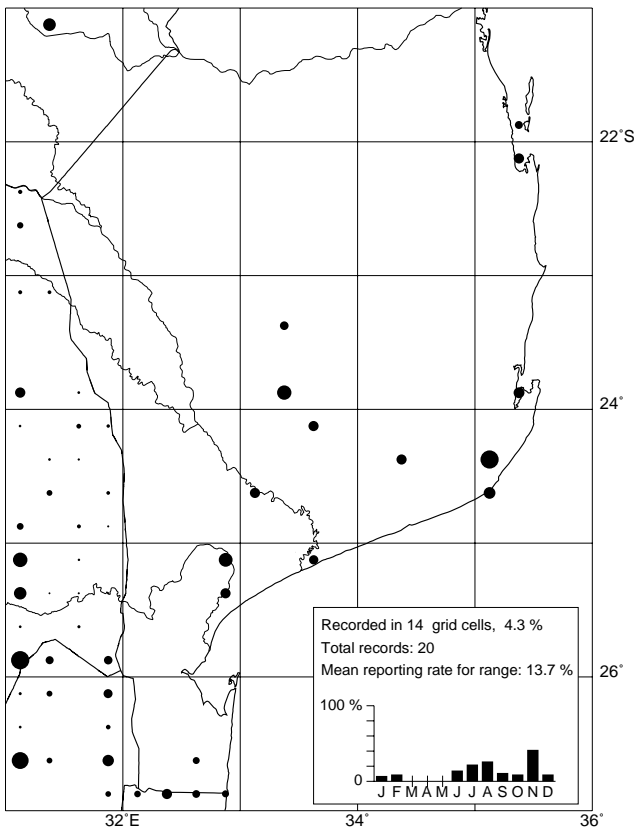 22˚S
24˚
Recorded in 14 grid cells, 4.3 %
Total records: 20
Mean reporting rate for range: 13.7 %
26˚
100 %
0
J F M A M J J A S O N D
32˚E 34˚ 36˚